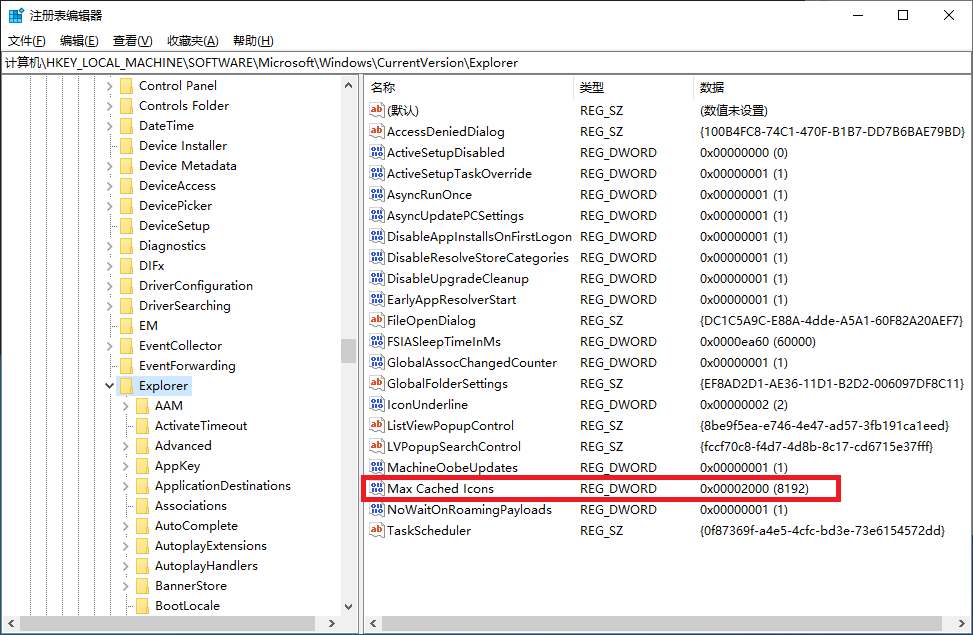 注册表编辑器
文件(F) 编辑(E) 查看(V) 收藏夹(A) 帮助(H)
计算机\HKEY_LOCAL_MACHINE\SOFTWARE\Microsoft\Windows\CurrentVersion\Explorer
Control Panel
Controls Folder
DateTime
Device Installer
Device Metadata
DeviceAccess
DevicePicker
DeviceSetup
Diagnostics
DIFx
DriverConfiguration
DriverSearching
EM
EventCollector
EventForwarding
Explorer
AAM
ActivateTimeout
Advanced
AppKey
ApplicationDestinations
Associations
AutoComplete
AutoplayExtensions
AutoplayHandlers
BannerStore
BootLocale
名称 类型 数据
(默认) REG_SZ (数值未设置)
AccessDeniedDialog REG_SZ {100B4FC8-74C1-470F-B1B7-DD7B6BAE79BD}
ActiveSetupDisabled REG_DWORD 0x00000000 (0)
ActiveSetupTaskOverride REG_DWORD 0x00000001 (1)
AsyncRunOnce REG_DWORD 0x00000001 (1)
AsyncUpdatePCSettings REG_DWORD 0x00000001 (1)
DisableAppInstallsOnFirstLogon REG_DWORD 0x00000001 (1)
DisableResolveStoreCategories REG_DWORD 0x00000001 (1)
DisableUpgradeCleanup REG_DWORD 0x00000001 (1)
EarlyAppResolverStart REG_DWORD 0x00000001 (1)
FileOpenDialog REG_SZ {DC1C5A9C-E88A-4dde-A5A1-60F82A20AEF7}
FSIASleepTimeInMs REG_DWORD 0x0000ea60 (60000)
GlobalAssocChangedCounter REG_DWORD 0x00000001 (1)
GlobalFolderSettings REG_SZ {EF8AD2D1-AE36-11D1-B2D2-006097DF8C11}
IconUnderline REG_DWORD 0x00000002 (2)
ListViewPopupControl REG_SZ {8be9f5ea-e746-4e47-ad57-3fb191ca1eed}
LVPopupSearchControl REG_SZ {fccf70c8-f4d7-4d8b-8c17-cd6715e37fff}
MachineOobeUpdates REG_DWORD 0x00000001 (1)
Max Cached Icons REG_DWORD 0x00002000 (8192)
NoWaitOnRoamingPayloads REG_DWORD 0x00000001 (1)
TaskScheduler REG_SZ {0f87369f-a4e5-4cfc-bd3e-73e6154572dd}